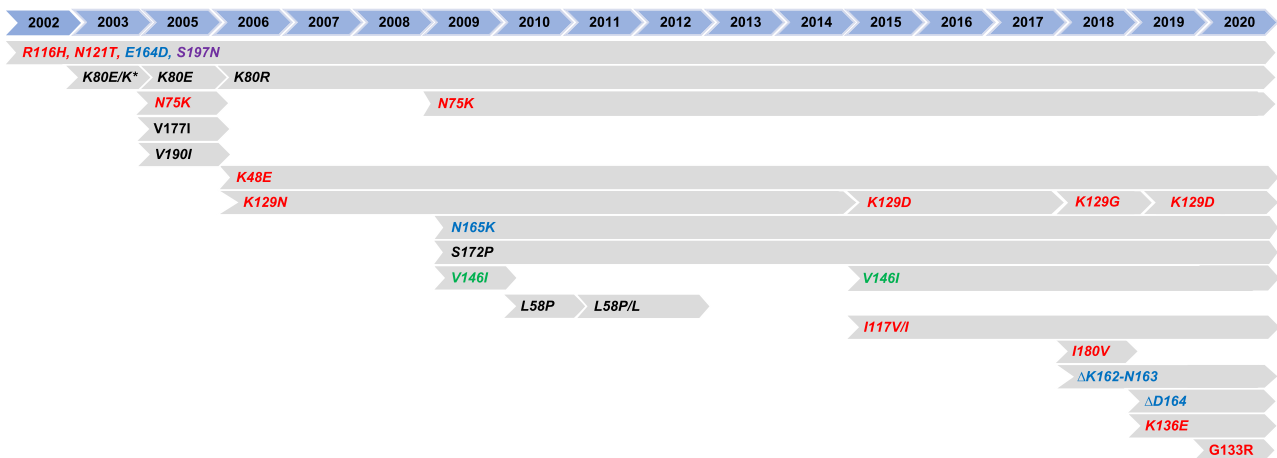 2002 2003 2005 2006 2007 2008 2009 2010 2011 2012 2013 2014 2015 2016 2017 2018 2019 2020
R116H, N121T, E164D, S197N
K80E/K* K80E K80R
N75K N75K
V177I
V190I
K48E
K129N K129D K129G K129D
N165K
S172P
V146I V146I
L58P L58P/L
I117V/I
I180V
ΔK162-N163
ΔD164
K136E
G133R